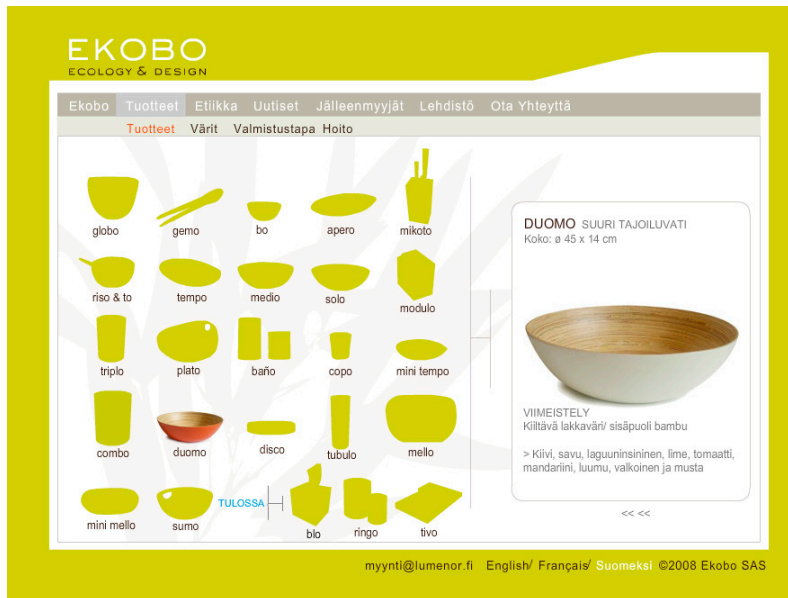 EKOBO
ECOLOGY & DESIGN
Ekobo Tuotteet Etiikka Uutiset Jälleenmyyjät Lehdistö Ota Yhteyttä
Tuotteet Värit Valmistustapa Hoito
globo gemo bo apero mikoto
riso & to tempo medio solo modulo
triplo plato baño copo mini tempo
combo duomo disco tubulo mello
mini mello sumo TULOSSA blo ringo tivo
DUOMO SUURI TAJOILUVATI
Koko: ø 45 x 14 cm
VIIMEISTELY
Kiiltävä lakkaväri/ sisäpuoli bambu
> Kiivi, savu, laguuninsininen, lime, tomaatti,
mandariini, luumu, valkoinen ja musta
<< <<
myynti@lumenor.fi English/ Français/ Suomeksi ©2008 Ekobo SAS